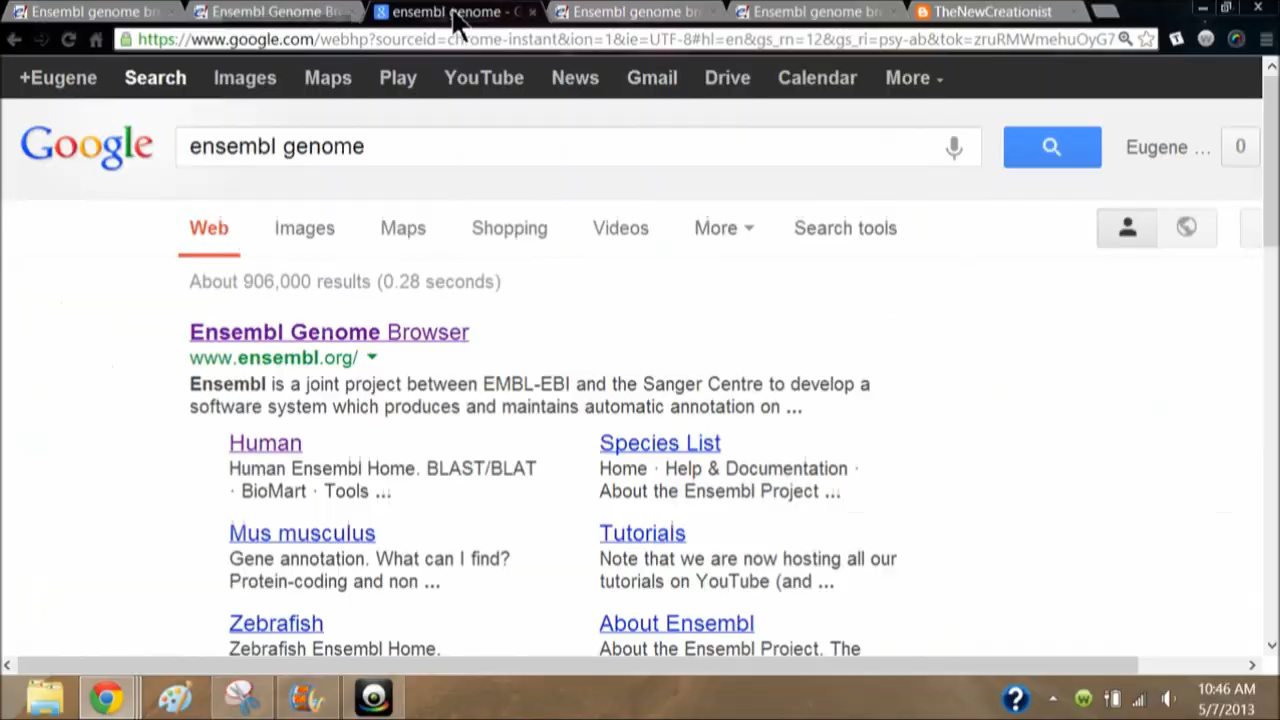 Ensembl genome br
Ensembl Genome Br
ensembl genome - G
Ensembl genome br
Ensembl genome br
TheNewCreationist
https://www.google.com/webhp?sourceid=chrome-instant&ion=1&ie=UTF-8#hl=en&gs_rn=12&gs_ri=psy-ab&tok=zruRMWmehuOyG7
+Eugene Search Images Maps Play YouTube News Gmail Drive Calendar More
Google ensembl genome Eugene ... 0
Web Images Maps Shopping Videos More Search tools
About 906,000 results (0.28 seconds)
Ensembl Genome Browser
www.ensembl.org/
Ensembl is a joint project between EMBL-EBI and the Sanger Centre to develop a
software system which produces and maintains automatic annotation on ...
Human
Human Ensembl Home. BLAST/BLAT
· BioMart · Tools ...
Species List
Home · Help & Documentation ·
About the Ensembl Project ...
Mus musculus
Gene annotation. What can I find?
Protein-coding and non ...
Tutorials
Note that we are now hosting all our
tutorials on YouTube (and ...
Zebrafish
Zebrafish Ensembl Home.
About Ensembl
About the Ensembl Project. The
10:46 AM
5/7/2013